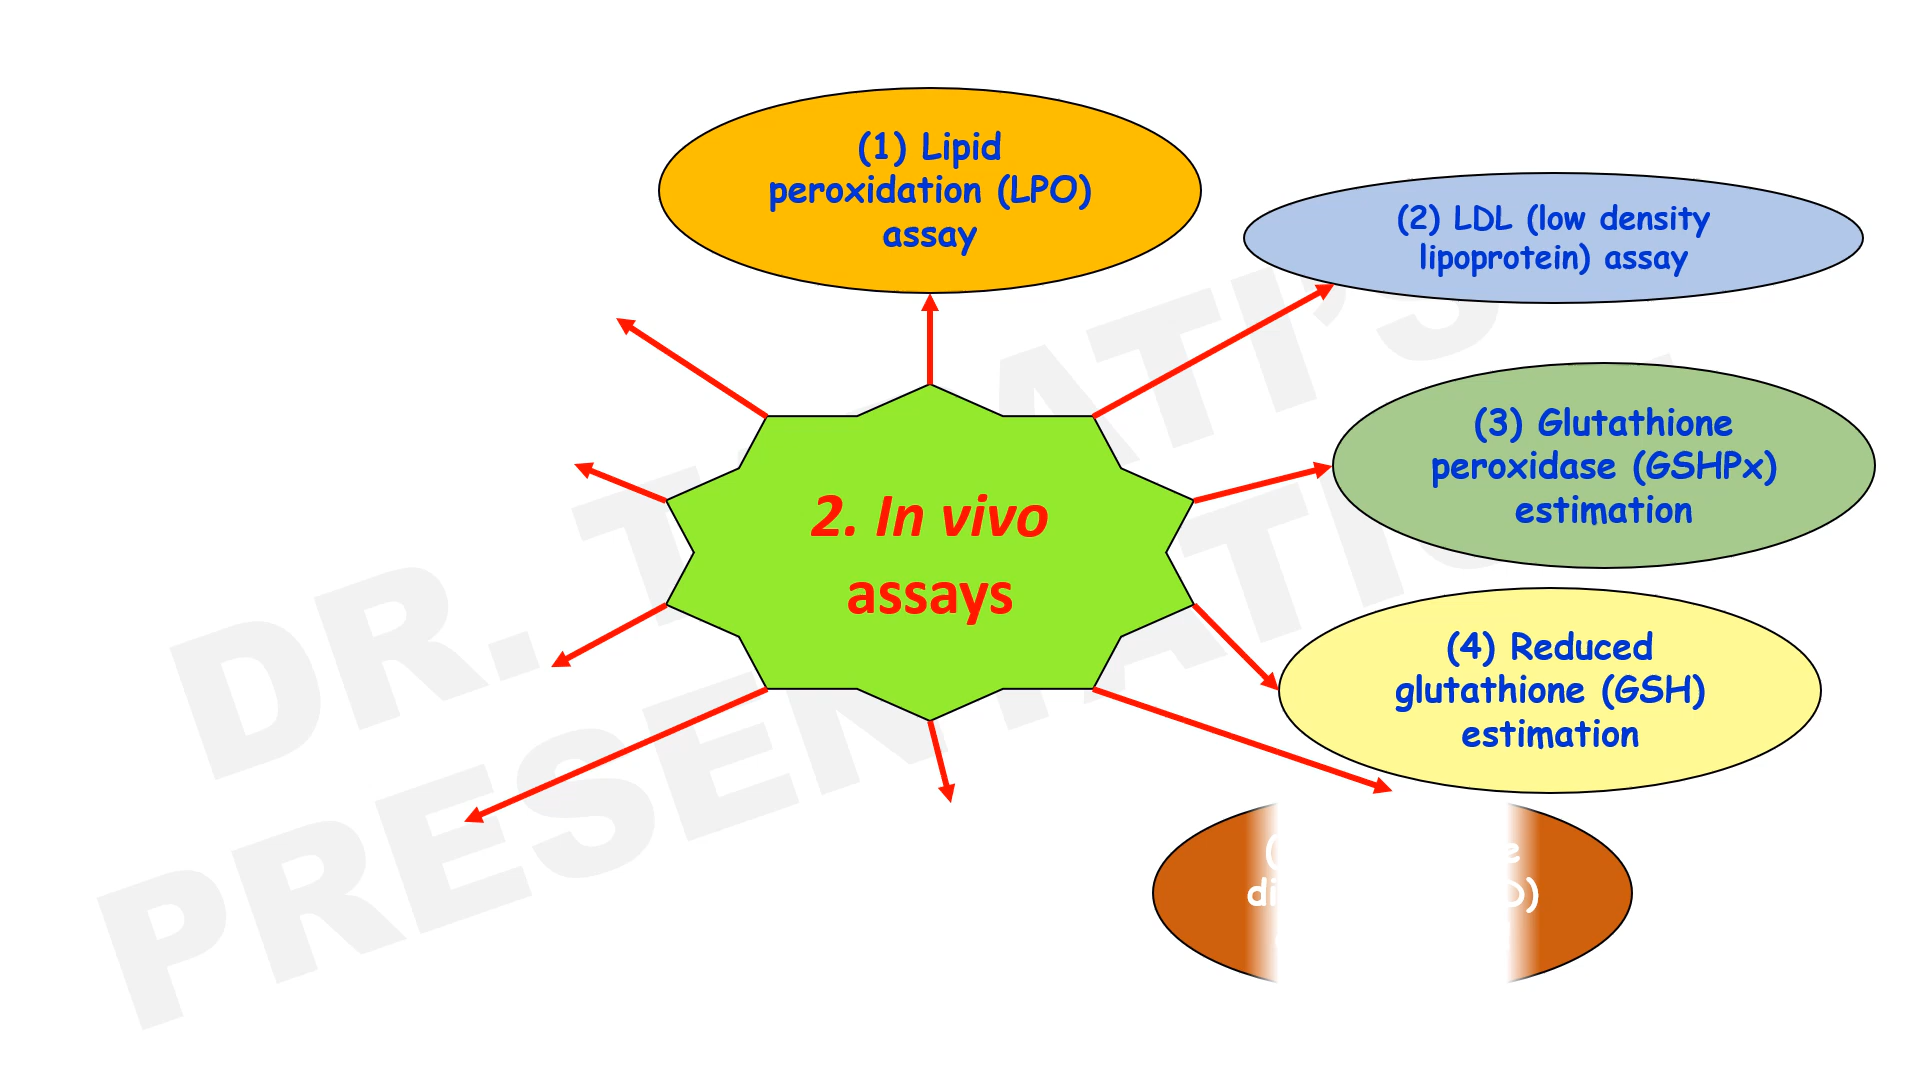 (1) Lipid
peroxidation (LPO)
assay
(2) LDL (low density
lipoprotein) assay
(3) Glutathione
peroxidase (GSHPx)
estimation
2. In vivo
assays
(4) Reduced
glutathione (GSH)
estimation
DR.